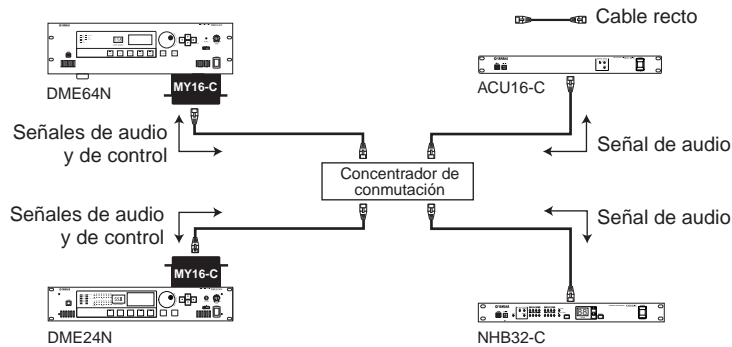 Cable recto
DME64N
MY16-C
ACU16-C
Señales de audio
y de control
Señal de audio
Concentrador de
conmutación
Señales de audio
y de control
Señal de audio
MY16-C
DME24N
NHB32-C